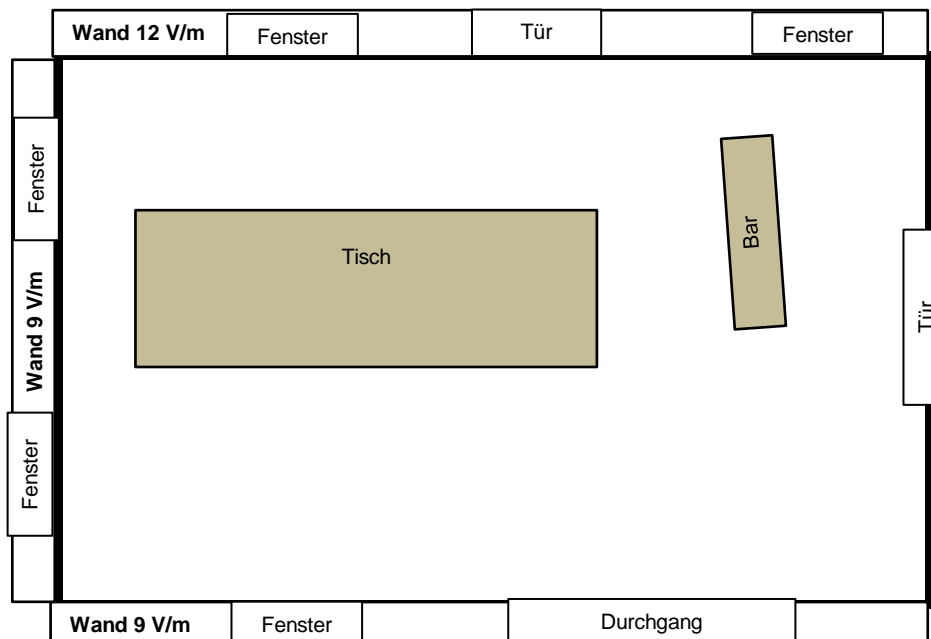 Wand 12 V/m
Fenster
Tür
Fenster
Fenster
Tisch
Bar
Wand 9 V/m
Tür
Fenster
Wand 9 V/m
Fenster
Durchgang